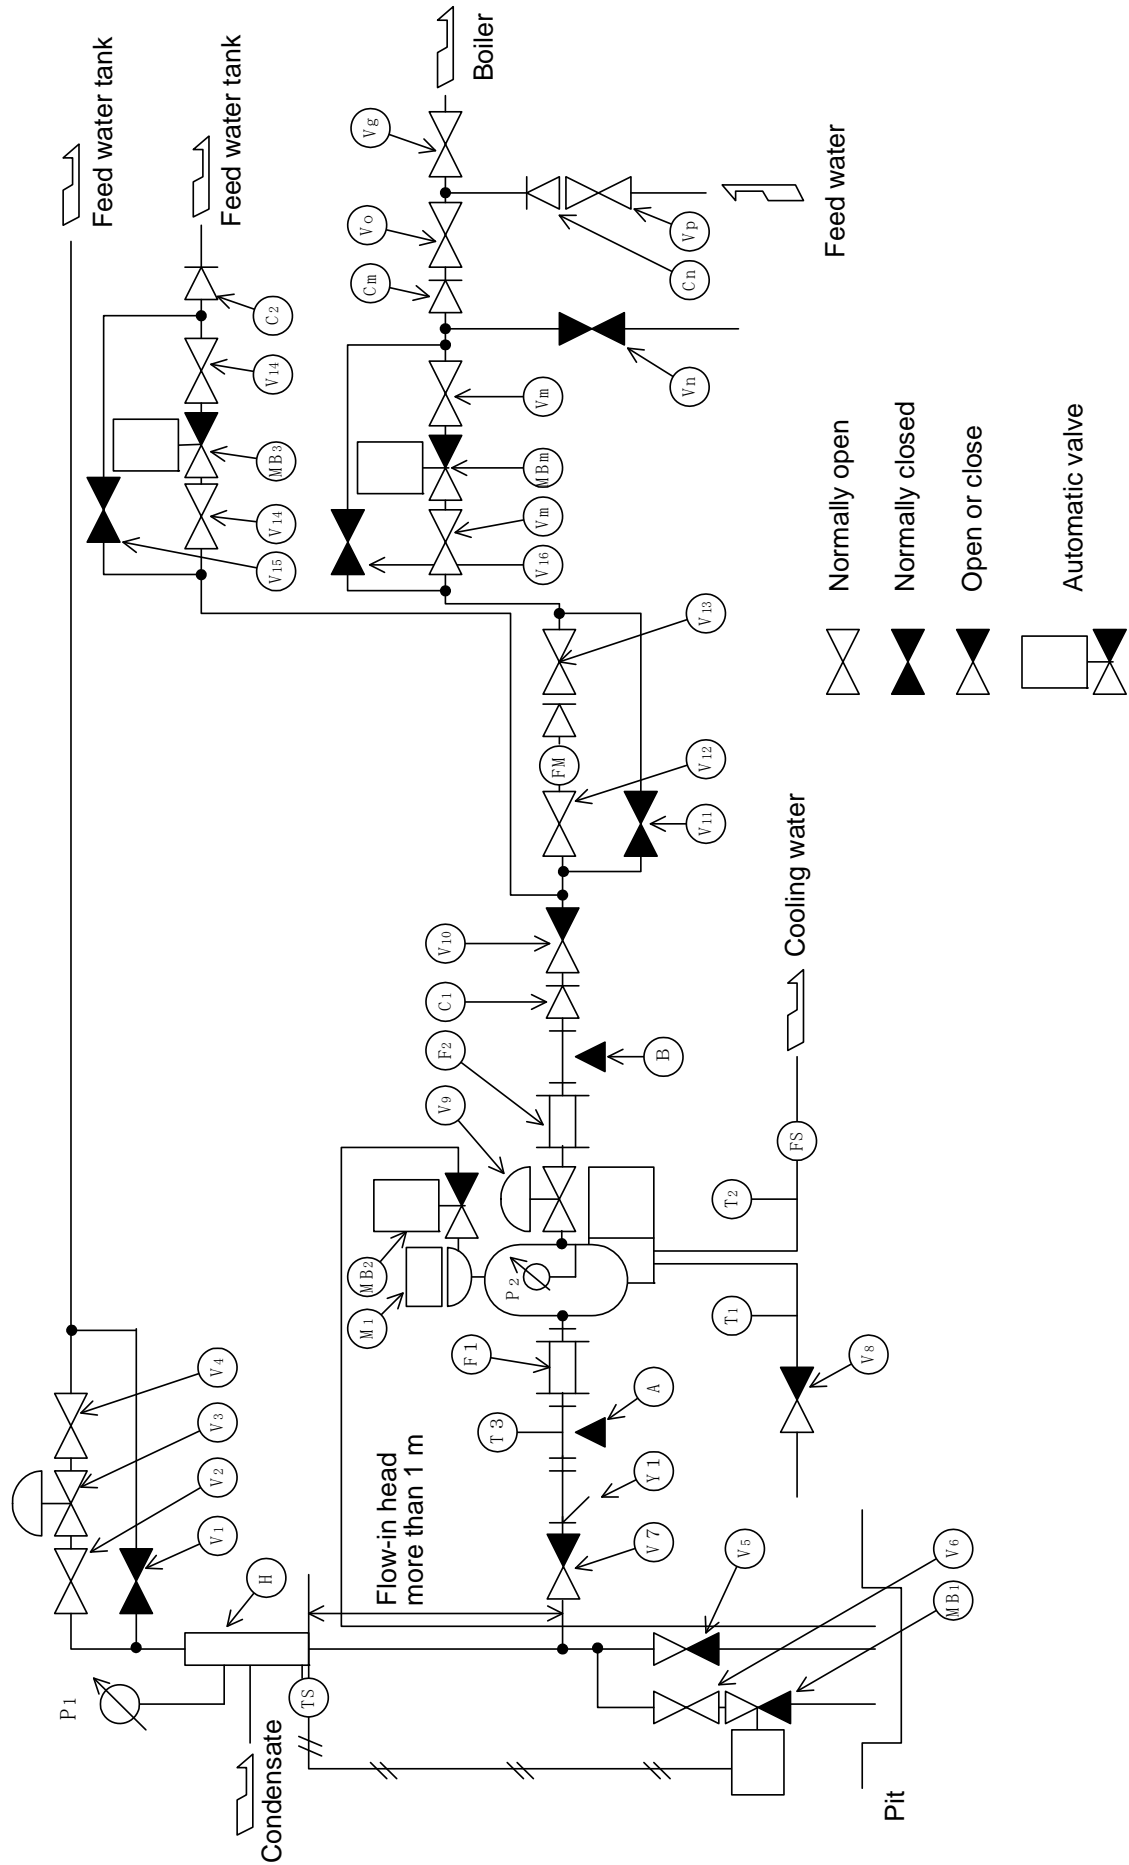 Feed water tank
Feed water tank
Boiler
Vg
Vo
Vp
Cm
Cn
Feed water
C2
V14
MB3
V14
V15
Vm
Vn
MBm
Vm
V16
Normally open
Normally closed
Open or close
Automatic valve
V13
FM
V12
V11
V10
C1
F2
B
V9
Cooling water
FS
T2
MB2
M1
P2
T1
V8
F1
A
T3
Y1
V7
Flow-in head
more than 1 m
V4
V3
V2
V1
H
P1
TS
Condensate
V5
V6
MB1
Pit